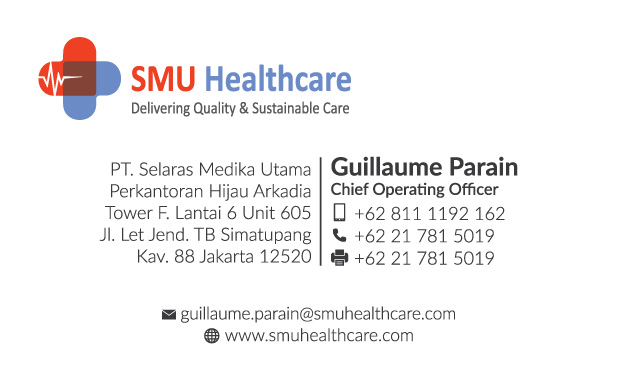 SMU Healthcare
Delivering Quality & Sustainable Care
PT. Selaras Medika Utama
Perkantoran Hijau Arkadia
Tower F. Lantai 6 Unit 605
Jl. Let Jend. TB Simatupang
Kav. 88 Jakarta 12520
Guillaume Parain
Chief Operating Officer
+62 811 1192 162
+62 21 781 5019
+62 21 781 5019
guillaume.parain@smuhealthcare.com
www.smuhealthcare.com